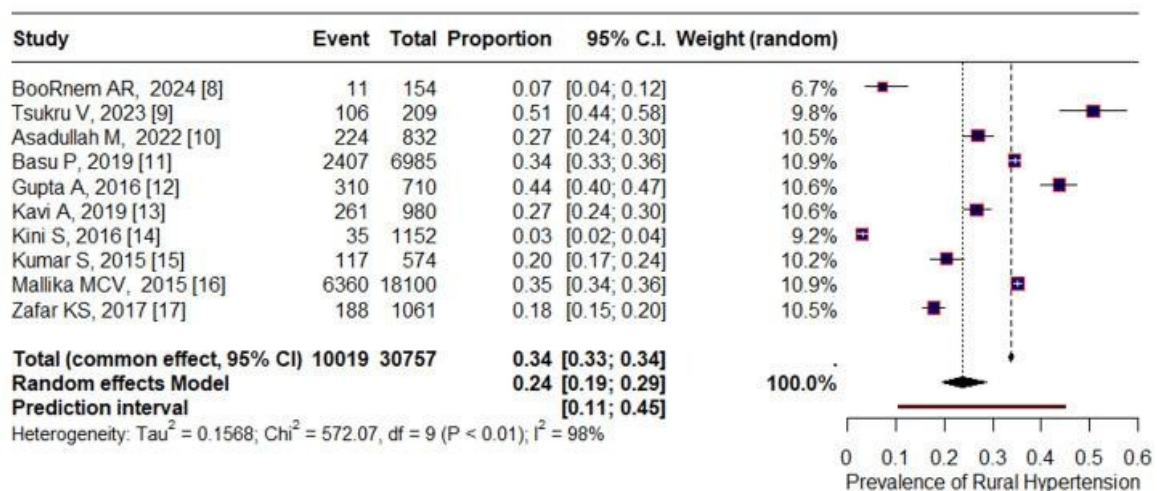 Study Event Total Proportion 95% C.I. Weight (random)
BooRnem AR, 2024 [8] 11 154 0.07 [0.04; 0.12] 6.7%
Tsukru V, 2023 [9] 106 209 0.51 [0.44; 0.58] 9.8%
Asadullah M, 2022 [10] 224 832 0.27 [0.24; 0.30] 10.5%
Basu P, 2019 [11] 2407 6985 0.34 [0.33; 0.36] 10.9%
Gupta A, 2016 [12] 310 710 0.44 [0.40; 0.47] 10.6%
Kavi A, 2019 [13] 261 980 0.27 [0.24; 0.30] 10.6%
Kini S, 2016 [14] 35 1152 0.03 [0.02; 0.04] 9.2%
Kumar S, 2015 [15] 117 574 0.20 [0.17; 0.24] 10.2%
Mallika MCV, 2015 [16] 6360 18100 0.35 [0.34; 0.36] 10.9%
Zafar KS, 2017 [17] 188 1061 0.18 [0.15; 0.20] 10.5%
Total (common effect, 95% CI) 10019 30757 0.34 [0.33; 0.34] .
Random effects Model 0.24 [0.19; 0.29] 100.0%
Prediction interval [0.11; 0.45]
Heterogeneity: Tau² = 0.1568; Chi² = 572.07, df = 9 (P < 0.01); I² = 98%
0 0.1 0.2 0.3 0.4 0.5 0.6
Prevalence of Rural Hypertension